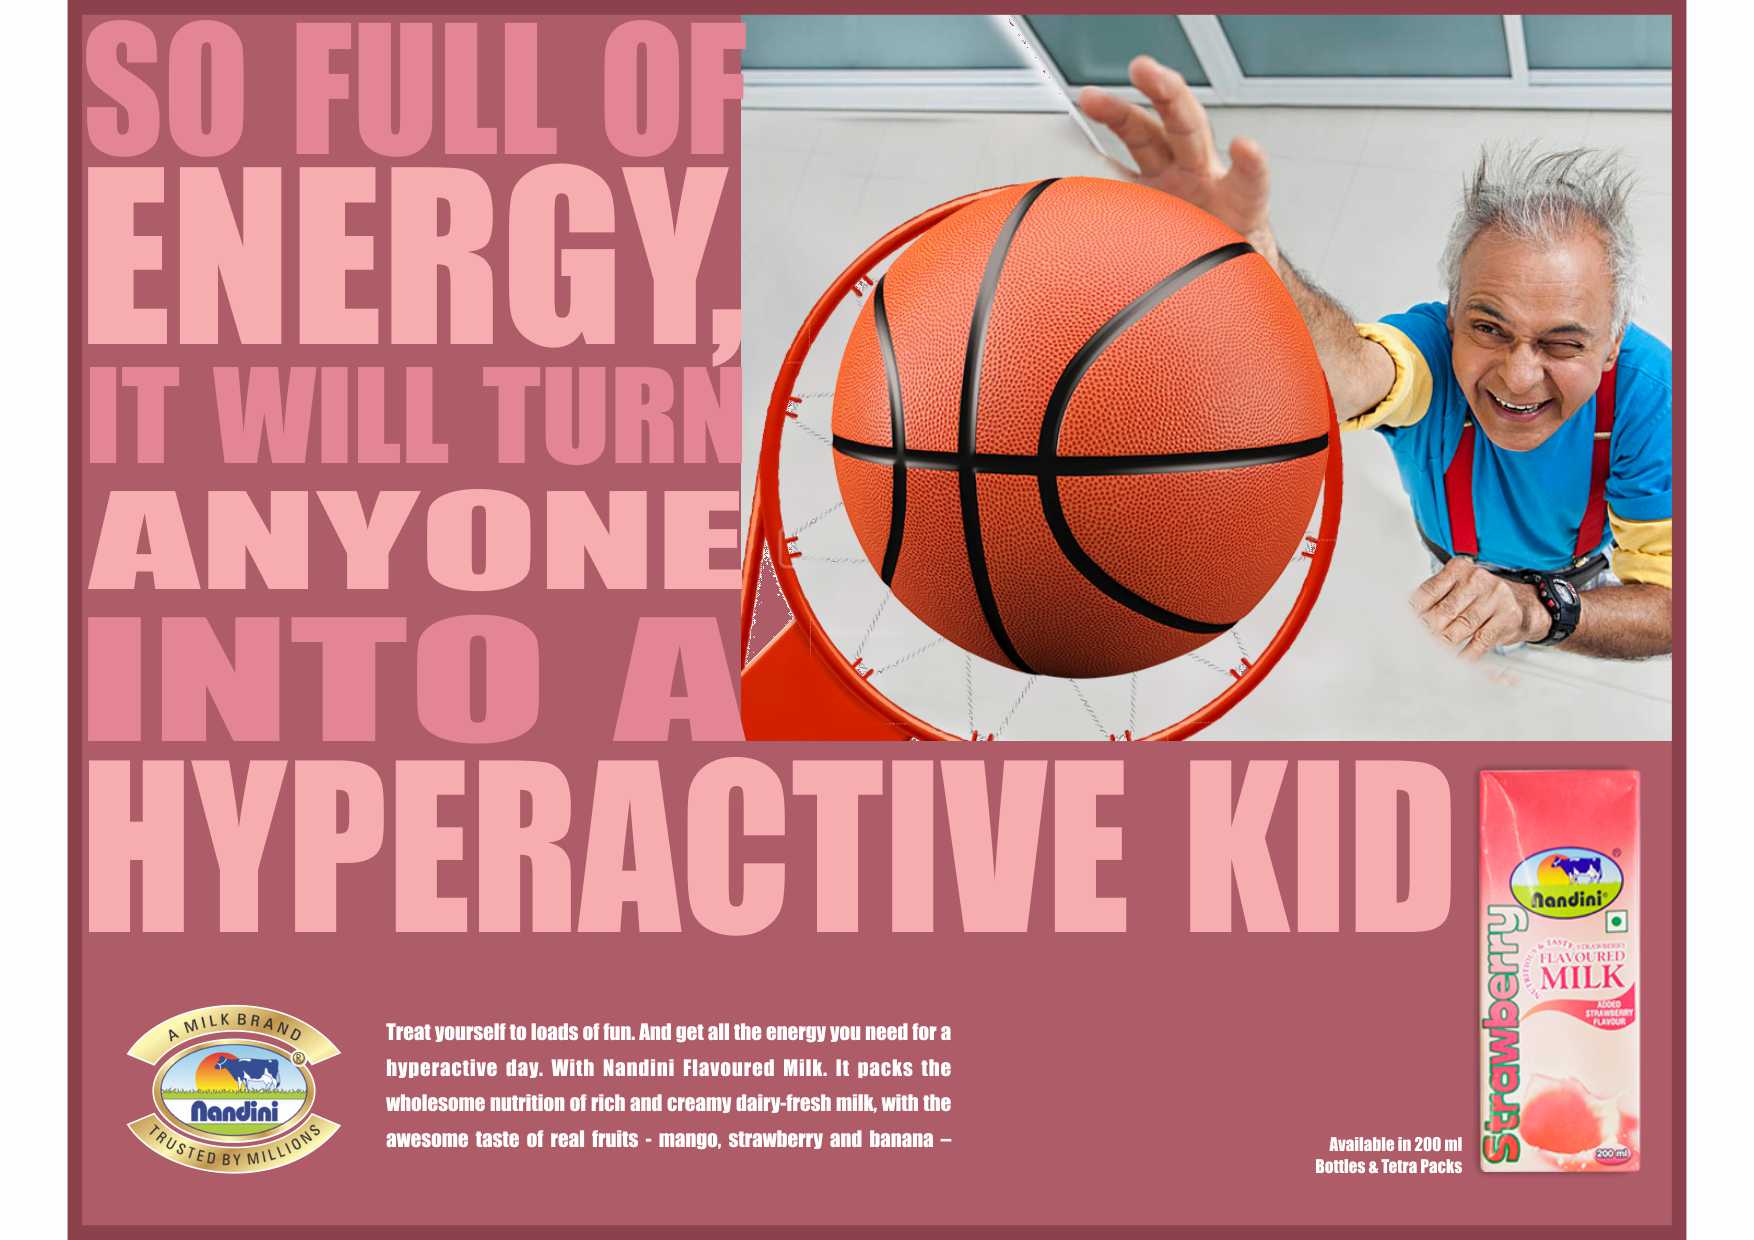 SO FULL OF
ENERGY,
IT WILL TURN
ANYONE
INTO A
HYPERACTIVE KID
A MILK BRAND
®
Nandini
TRUSTED BY MILLIONS
Treat yourself to loads of fun. And get all the energy you need for a
hyperactive day. With Nandini Flavoured Milk. It packs the
wholesome nutrition of rich and creamy dairy-fresh milk, with the
awesome taste of real fruits - mango, strawberry and banana –
Available in 200 ml
Bottles & Tetra Packs
®
Nandini®
Strawberry
NUTRITIOUS & TASTY STRAWBERRY
FLAVOURED
MILK
ADDED
STRAWBERRY
FLAVOUR
200 ml